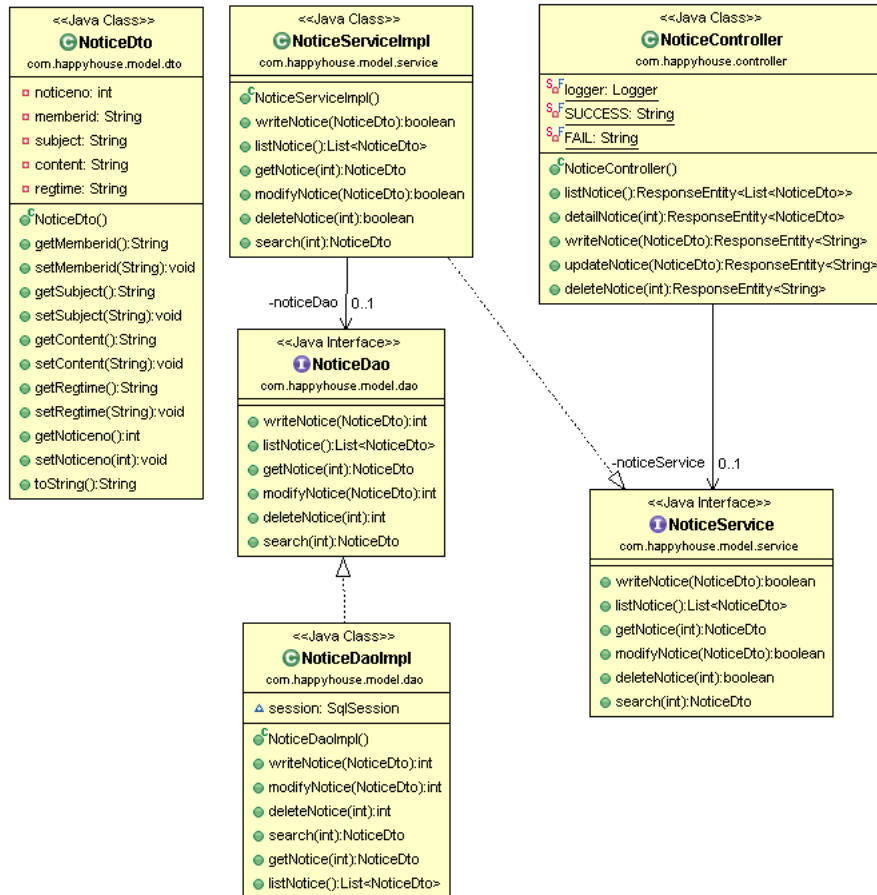 <<Java Class>>
NoticeDto
com.happyhouse.model.dto
noticeno: int
memberid: String
subject: String
content: String
regtime: String
NoticeDto()
getMemberid():String
setMemberid(String):void
getSubject():String
setSubject(String):void
getContent():String
setContent(String):void
getRegtime():String
setRegtime(String):void
getNoticeno():int
setNoticeno(int):void
toString():String
<<Java Class>>
NoticeServiceImpl
com.happyhouse.model.service
NoticeServiceImpl()
writeNotice(NoticeDto):boolean
listNotice():List<NoticeDto>
getNotice(int):NoticeDto
modifyNotice(NoticeDto):boolean
deleteNotice(int):boolean
search(int):NoticeDto
<<Java Class>>
NoticeController
com.happyhouse.controller
logger: Logger
SUCCESS: String
FAIL: String
NoticeController()
listNotice():ResponseEntity<List<NoticeDto>>
detailNotice(int):ResponseEntity<NoticeDto>
writeNotice(NoticeDto):ResponseEntity<String>
updateNotice(NoticeDto):ResponseEntity<String>
deleteNotice(int):ResponseEntity<String>
-noticeDao 0..1
<<Java Interface>>
NoticeDao
com.happyhouse.model.dao
writeNotice(NoticeDto):int
listNotice():List<NoticeDto>
getNotice(int):NoticeDto
modifyNotice(NoticeDto):int
deleteNotice(int):int
search(int):NoticeDto
-noticeService 0..1
<<Java Interface>>
NoticeService
com.happyhouse.model.service
writeNotice(NoticeDto):boolean
listNotice():List<NoticeDto>
getNotice(int):NoticeDto
modifyNotice(NoticeDto):boolean
deleteNotice(int):boolean
search(int):NoticeDto
<<Java Class>>
NoticeDaoImpl
com.happyhouse.model.dao
session: SqlSession
NoticeDaoImpl()
writeNotice(NoticeDto):int
modifyNotice(NoticeDto):int
deleteNotice(int):int
search(int):NoticeDto
getNotice(int):NoticeDto
listNotice():List<NoticeDto>